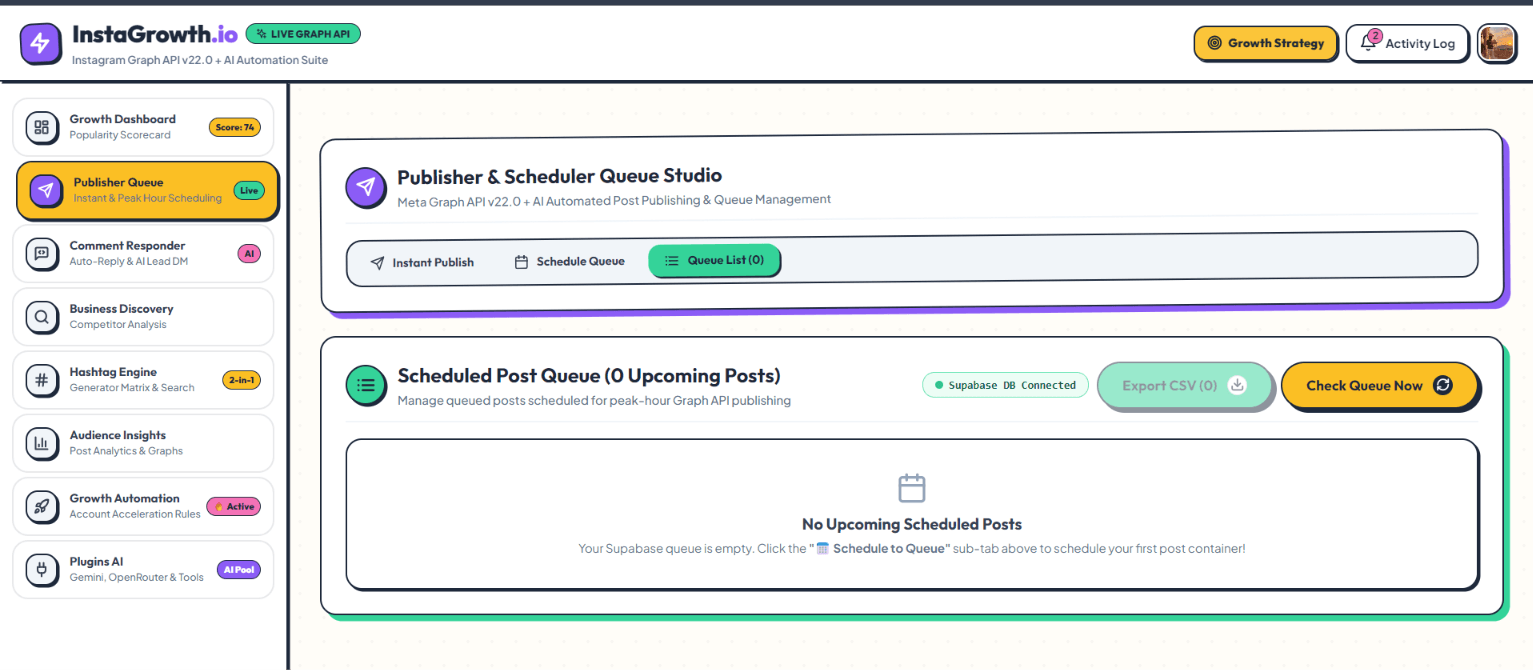 InstaGrowth.io
LIVE GRAPH API
Instagram Graph API v22.0 + AI Automation Suite
Growth Strategy
2
Activity Log
Growth Dashboard
Popularity Scorecard
Score: 74
Publisher Queue
Instant & Peak Hour Scheduling
Live
Comment Responder
Auto-Reply & AI Lead DM
AI
Business Discovery
Competitor Analysis
Hashtag Engine
Generator Matrix & Search
2-in-1
Audience Insights
Post Analytics & Graphs
Growth Automation
Account Acceleration Rules
Active
Plugins AI
Gemini, OpenRouter & Tools
AI Pool
Publisher & Scheduler Queue Studio
Meta Graph API v22.0 + AI Automated Post Publishing & Queue Management
Instant Publish
Schedule Queue
Queue List (0)
Scheduled Post Queue (0 Upcoming Posts)
Manage queued posts scheduled for peak-hour Graph API publishing
Supabase DB Connected
Export CSV (0)
Check Queue Now
No Upcoming Scheduled Posts
Your Supabase queue is empty. Click the "🗓️ Schedule to Queue" sub-tab above to schedule your first post container!